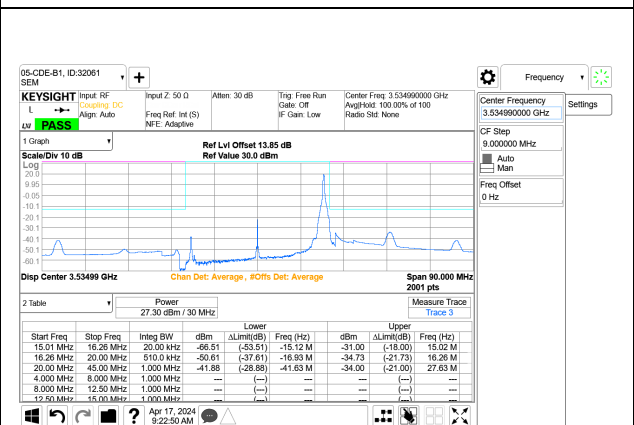 05-CDE-B1, ID:32061
SEM
Frequency
KEYSIGHT Input: RF Input Z: 50 Ω Atten: 30 dB Trig: Free Run Center Freq: 3.534990000 GHz
L Coupling: DC Gate: Off Avg|Hold: 100.00% of 100
Align: Auto Freq Ref: Int (S) IF Gain: Low Radio Std: None
LXI PASS NFE: Adaptive
Center Frequency
3.534990000 GHz
Settings
CF Step
9.000000 MHz
Auto
Man
Freq Offset
0 Hz
1 Graph
Ref Lvl Offset 13.85 dB
Scale/Div 10 dB Ref Value 30.0 dBm
Log
20.0
9.95
-0.05
-10.1
-20.1
-30.1
-40.1
-50.1
-60.1
Disp Center 3.53499 GHz Chan Det: Average , #Offs Det: Average Span 90.000 MHz
2001 pts
2 Table Power Measure Trace
27.30 dBm / 30 MHz Trace 3
Lower Upper
Start Freq Stop Freq Integ BW dBm ΔLimit(dB) Freq (Hz) dBm ΔLimit(dB) Freq (Hz)
15.01 MHz 16.26 MHz 20.00 kHz -66.51 (-53.51) -15.12 M -31.00 (-18.00) 15.02 M
16.26 MHz 20.00 MHz 510.0 kHz -50.61 (-37.61) -16.93 M -34.73 (-21.73) 16.26 M
20.00 MHz 45.00 MHz 1.000 MHz -41.88 (-28.88) -41.63 M -34.00 (-21.00) 27.63 M
4.000 MHz 8.000 MHz 1.000 MHz --- (---) --- --- (---) ---
8.000 MHz 12.50 MHz 1.000 MHz --- (---) --- --- (---) ---
12.50 MHz 15.00 MHz 1.000 MHz --- (---) --- --- (---) ---
Apr 17, 2024
9:22:50 AM